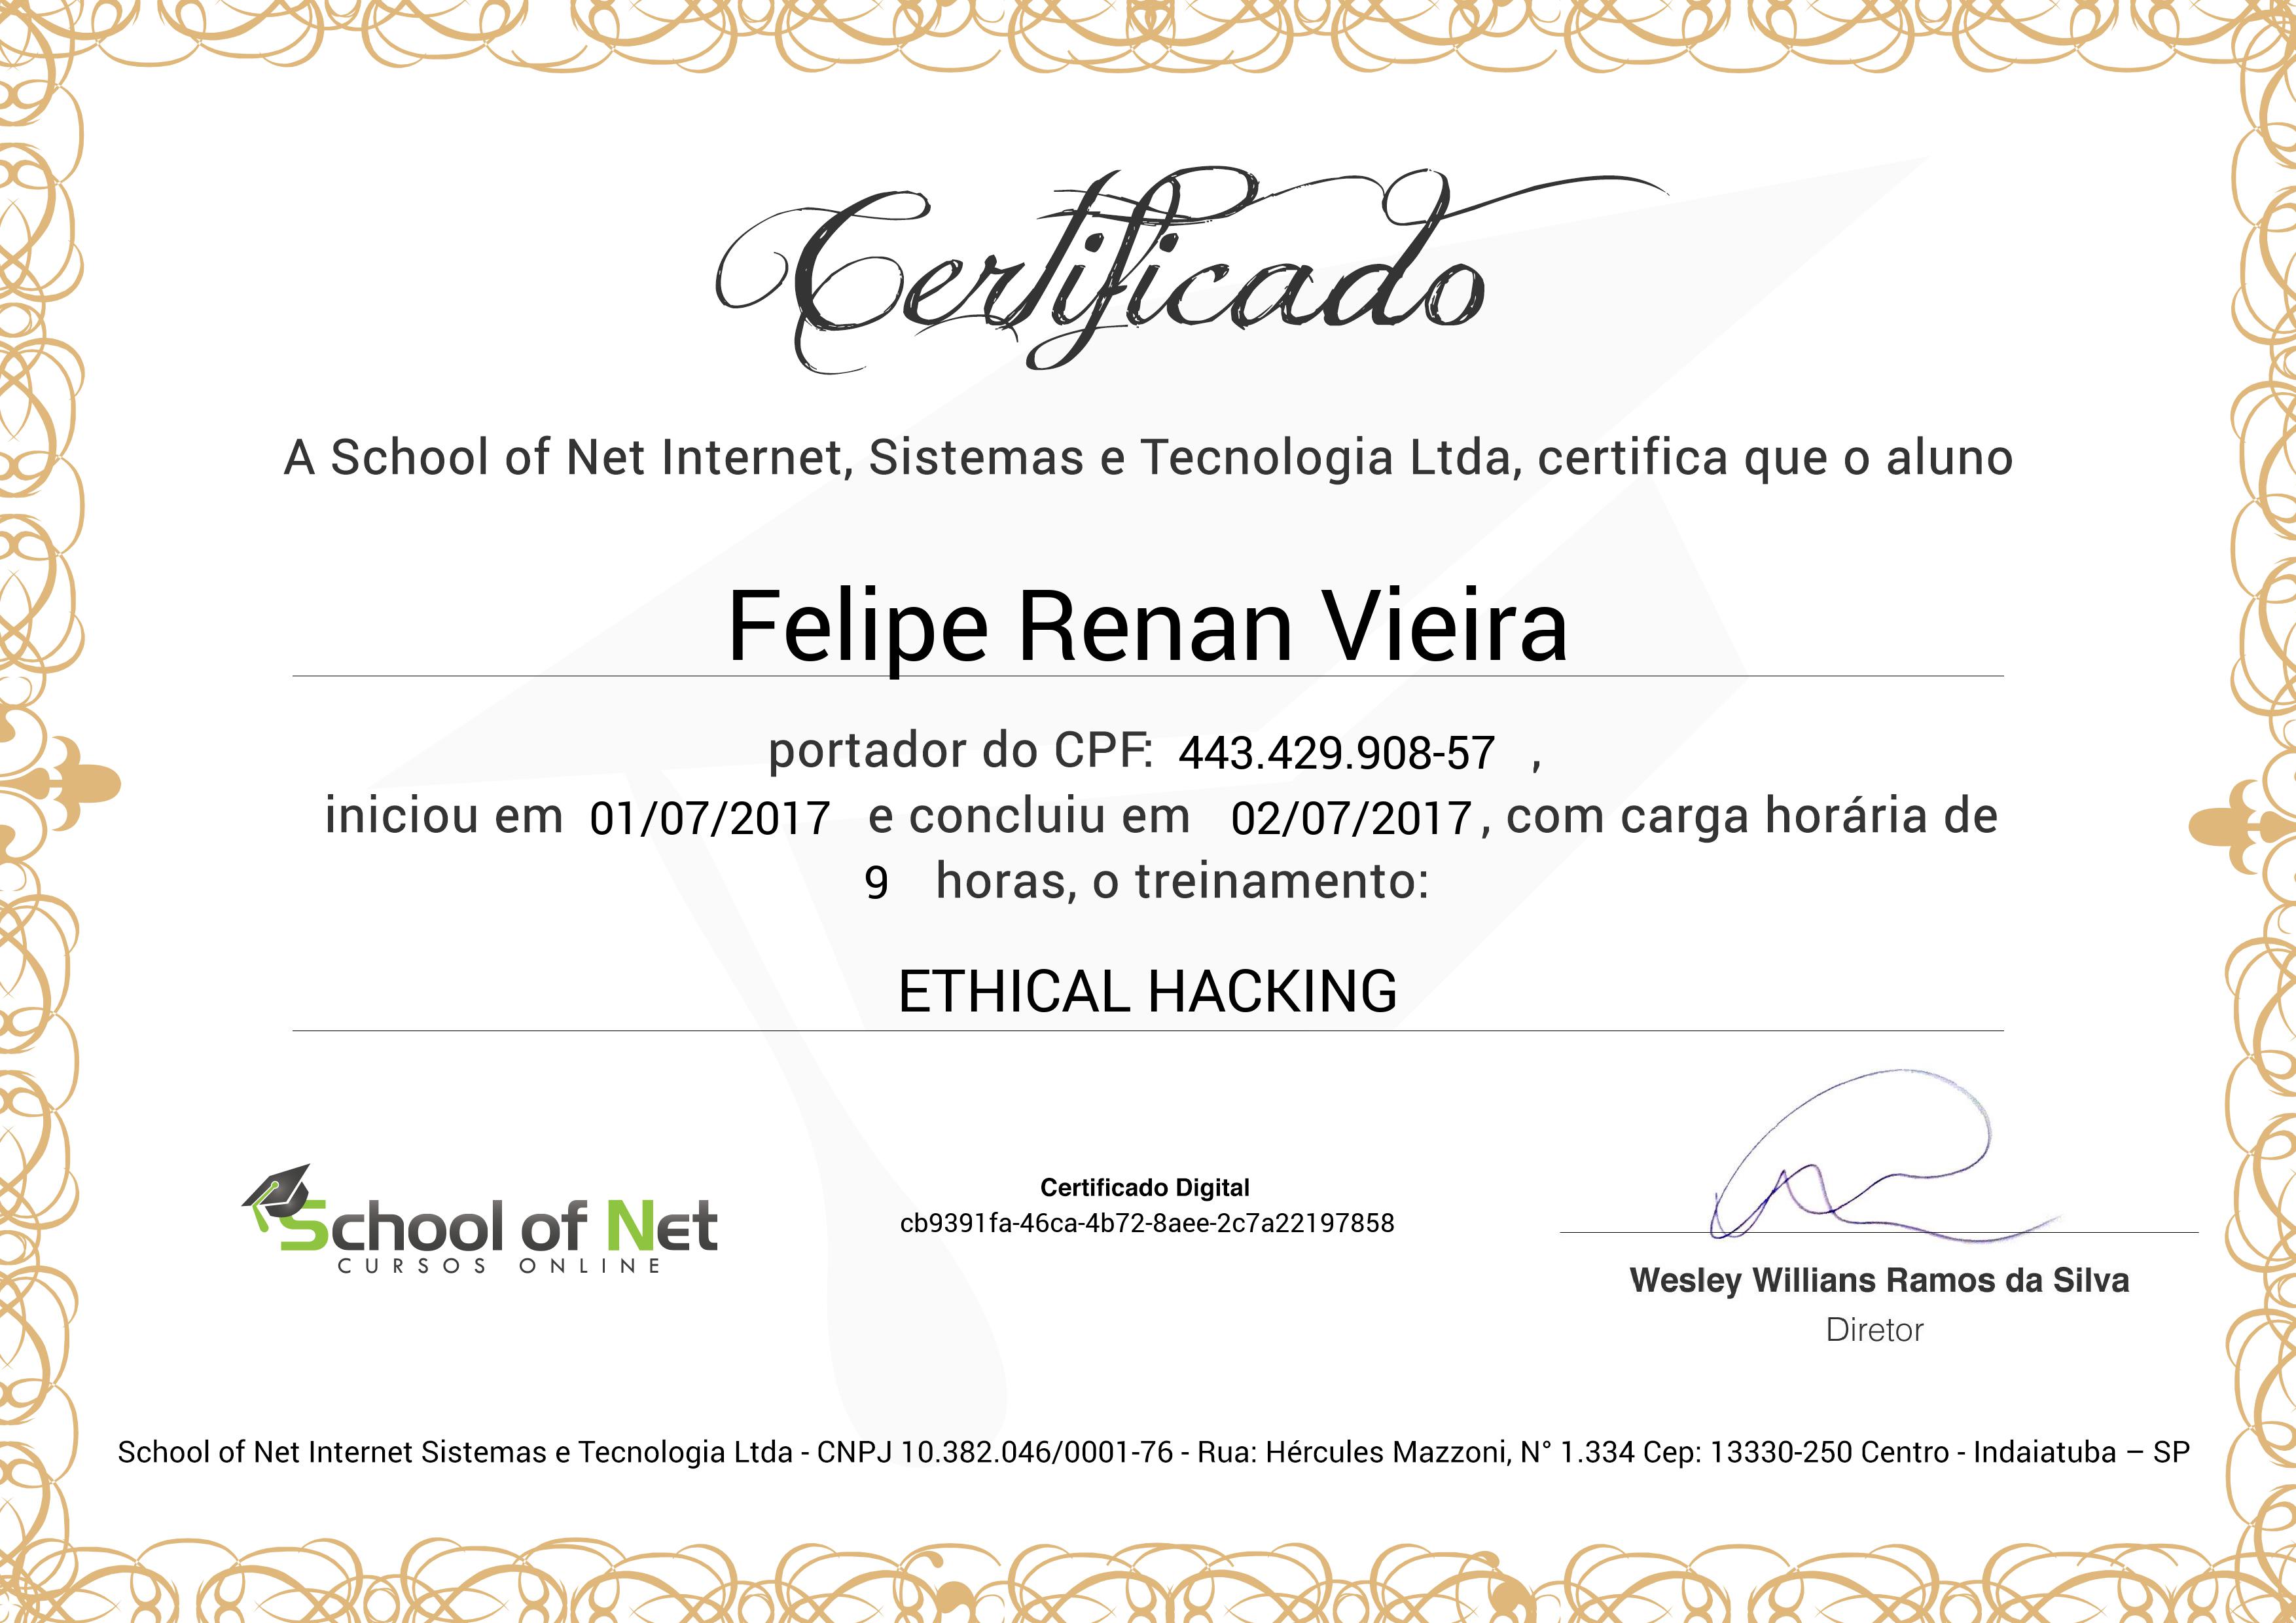 Certificado
A School of Net Internet, Sistemas e Tecnologia Ltda, certifica que o aluno
Felipe Renan Vieira
portador do CPF: 443.429.908-57 ,
iniciou em 01/07/2017 e concluiu em 02/07/2017, com carga horária de
9 horas, o treinamento:
ETHICAL HACKING
School of Net
CURSOS ONLINE
Certificado Digital
cb9391fa-46ca-4b72-8aee-2c7a22197858
Wesley Willians Ramos da Silva
Diretor
School of Net Internet Sistemas e Tecnologia Ltda - CNPJ 10.382.046/0001-76 - Rua: Hércules Mazzoni, N° 1.334 Cep: 13330-250 Centro - Indaiatuba – SP